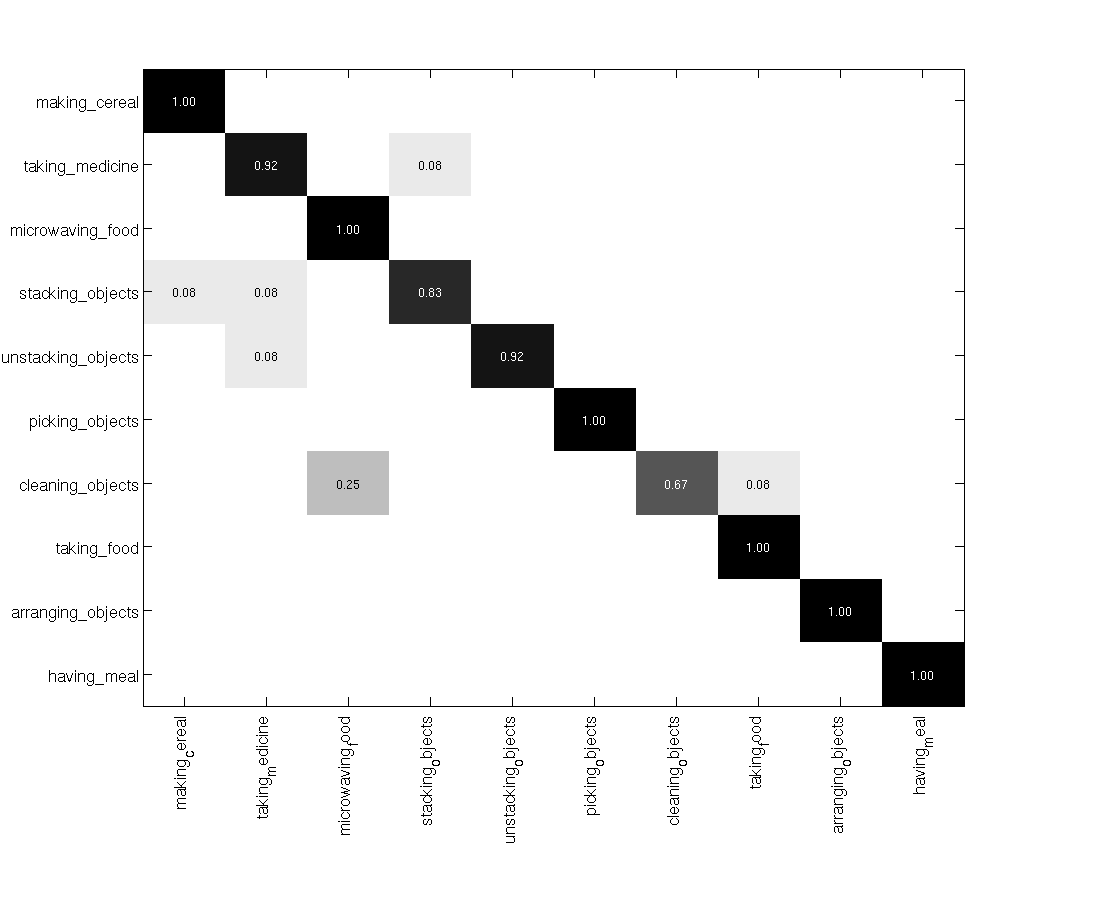 making_cereal 1.00
taking_medicine 0.92 0.08
microwaving_food 1.00
stacking_objects 0.08 0.08 0.83
unstacking_objects 0.08 0.92
picking_objects 1.00
cleaning_objects 0.25 0.67 0.08
taking_food 1.00
arranging_objects 1.00
having_meal 1.00
making_cereal
taking_medicine
microwaving_food
stacking_objects
unstacking_objects
picking_objects
cleaning_objects
taking_food
arranging_objects
having_meal